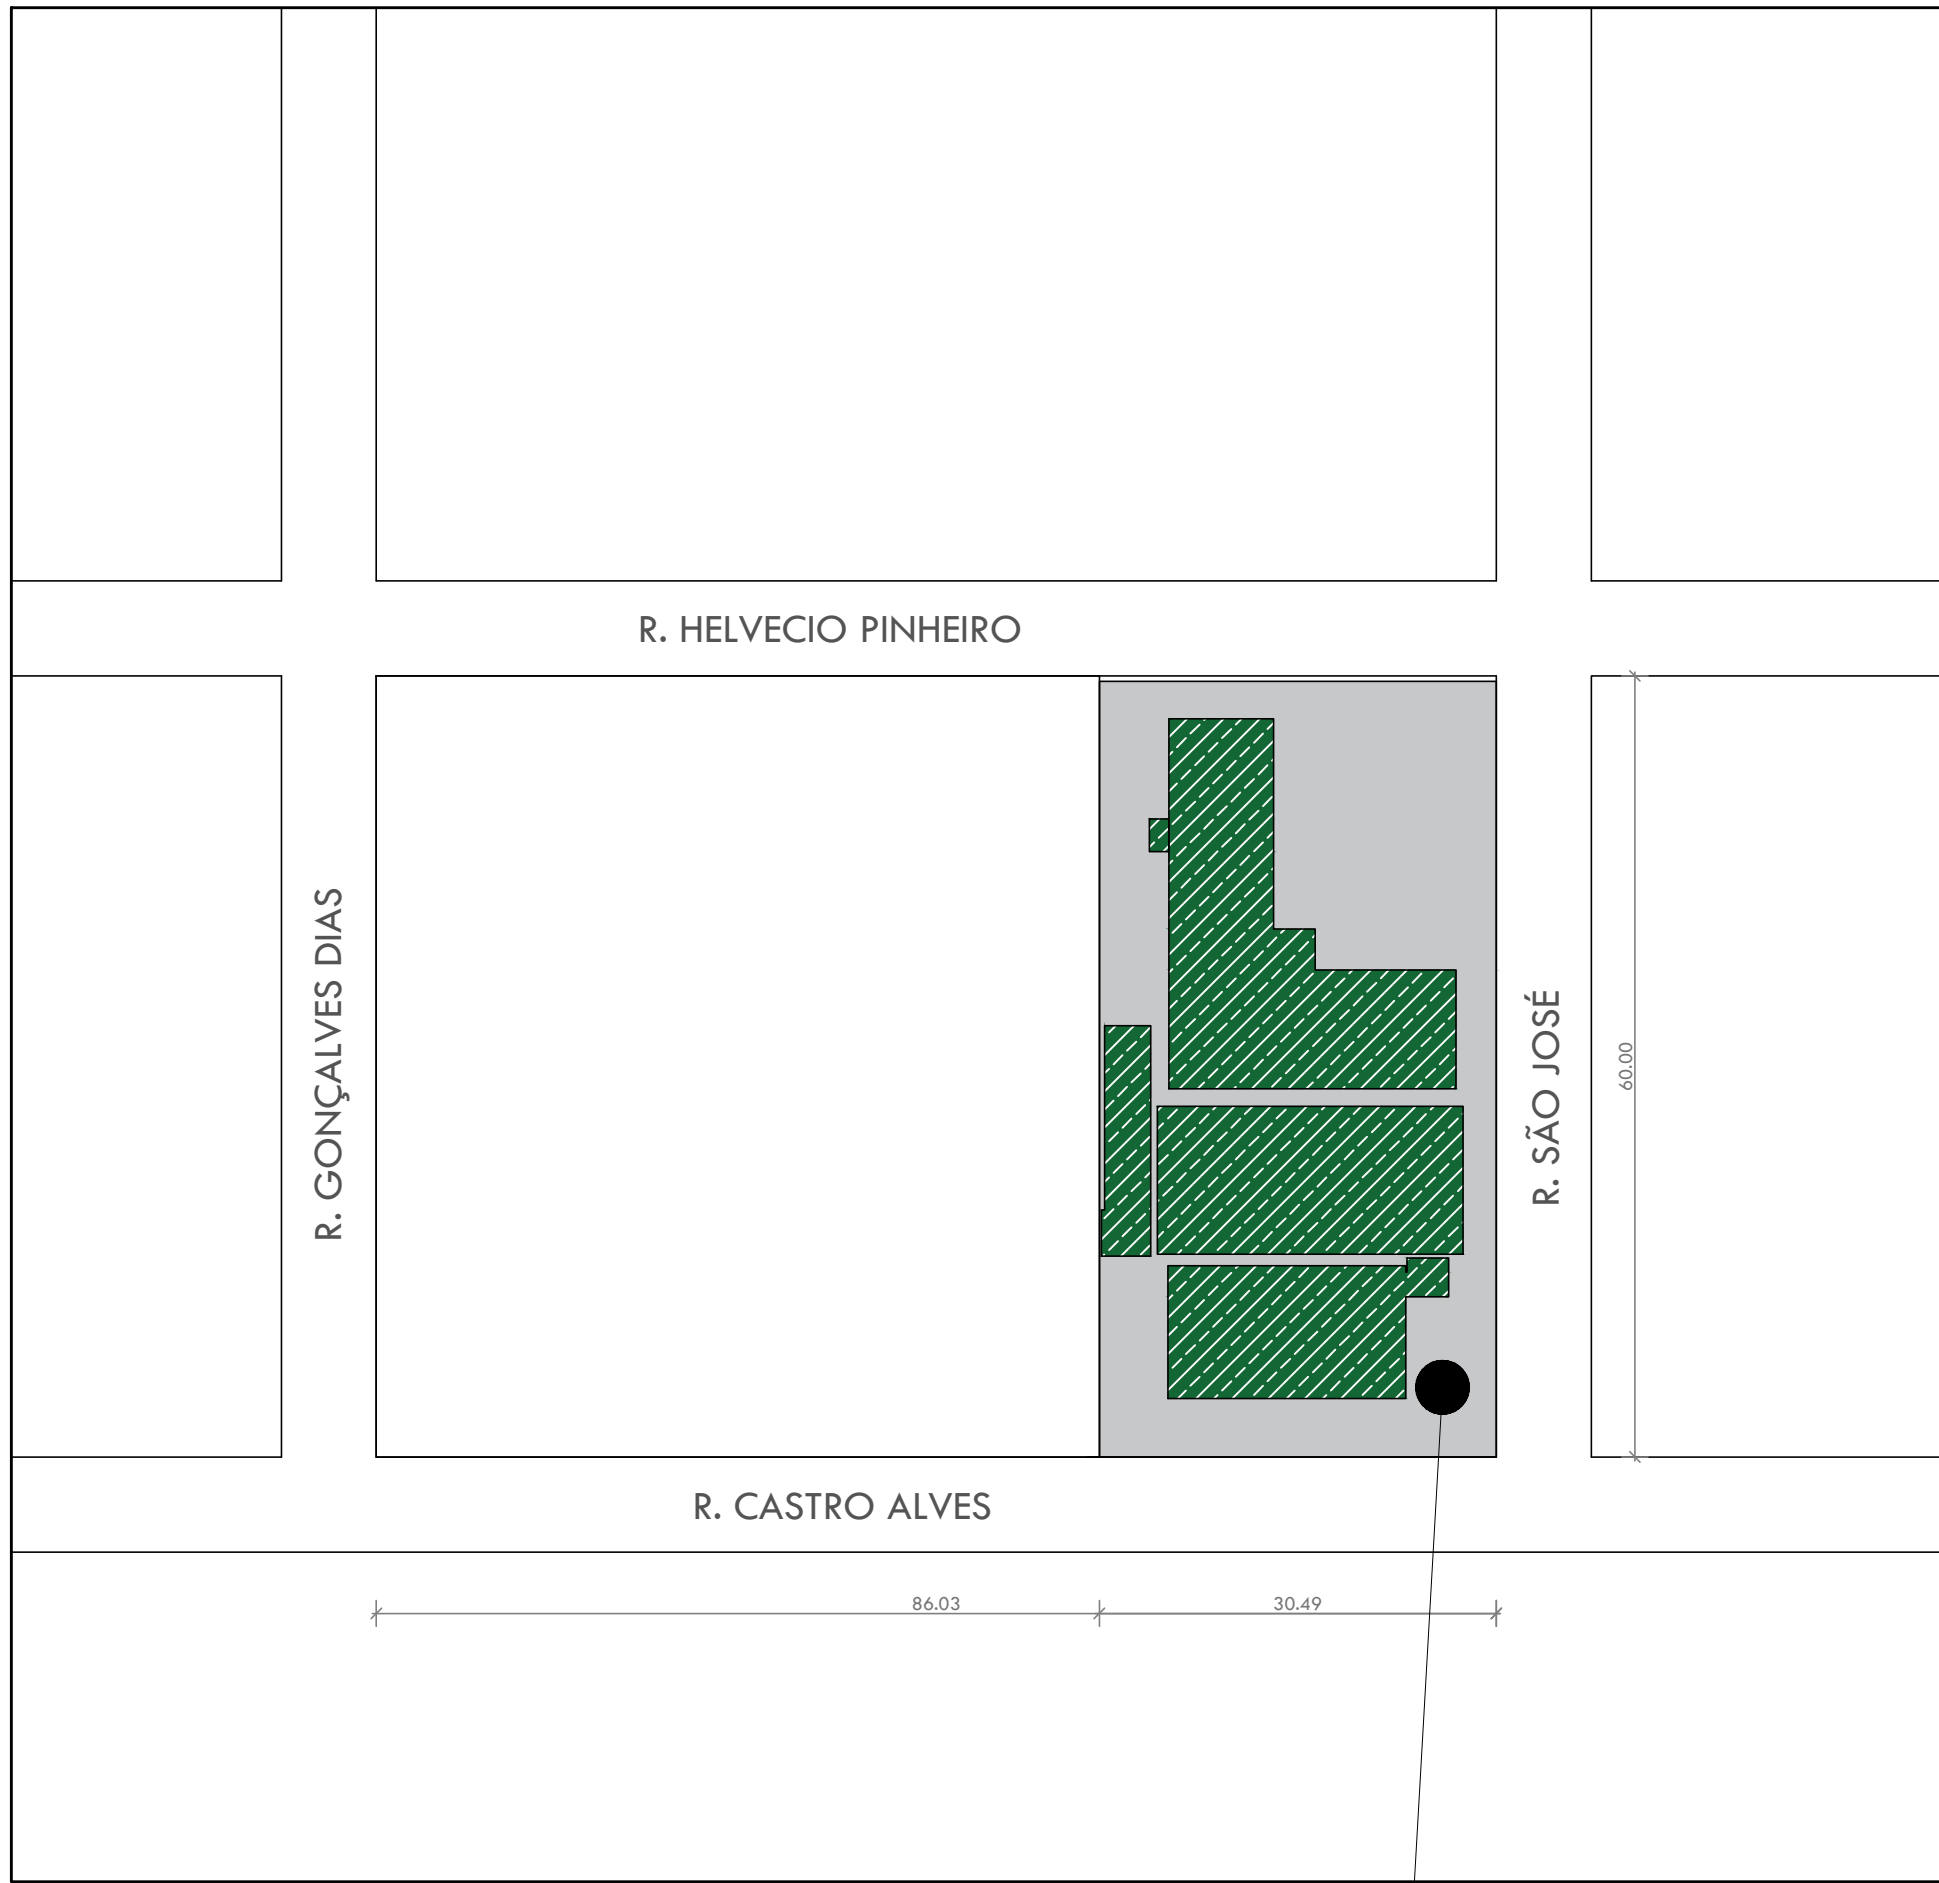 R. HELVECIO PINHEIRO
R. GONÇALVES DIAS
R. SÃO JOSÉ
60.00
R. CASTRO ALVES
86.03
30.49